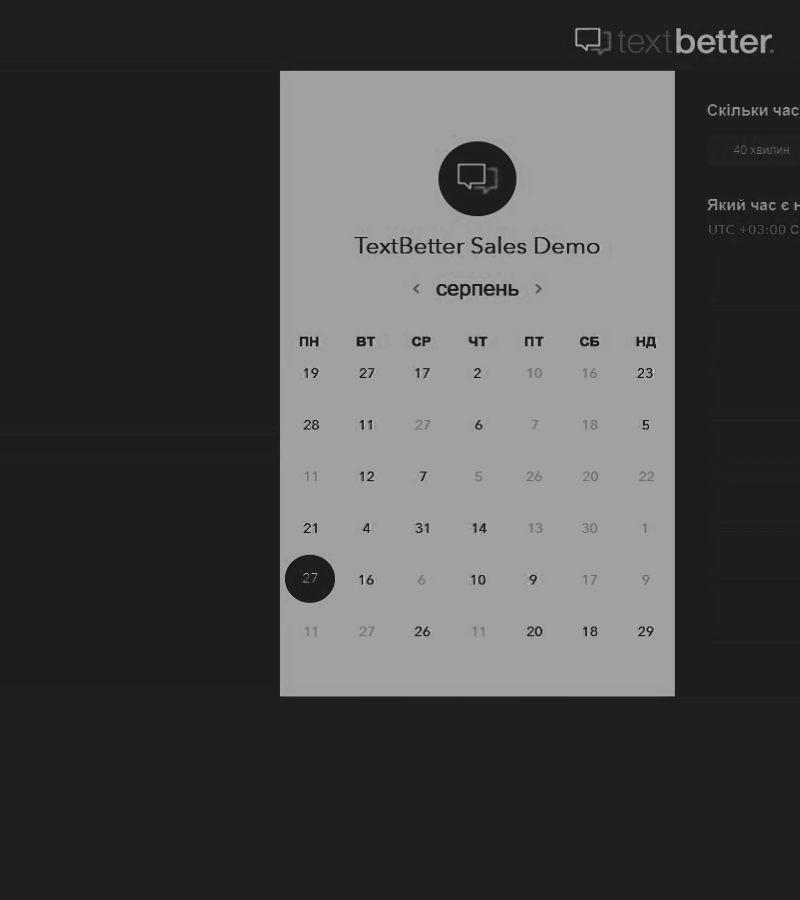 textbetter.
Скільки час
40 хвилин
Який час є н
UTC +03:00 С
TextBetter Sales Demo
< серпень >
ПН ВТ СР ЧТ ПТ СБ НД
19 27 17 2 10 16 23
28 11 27 6 7 18 5
11 12 7 5 26 20 22
21 4 31 14 13 30 1
27 16 6 10 9 17 9
11 27 26 11 20 18 29